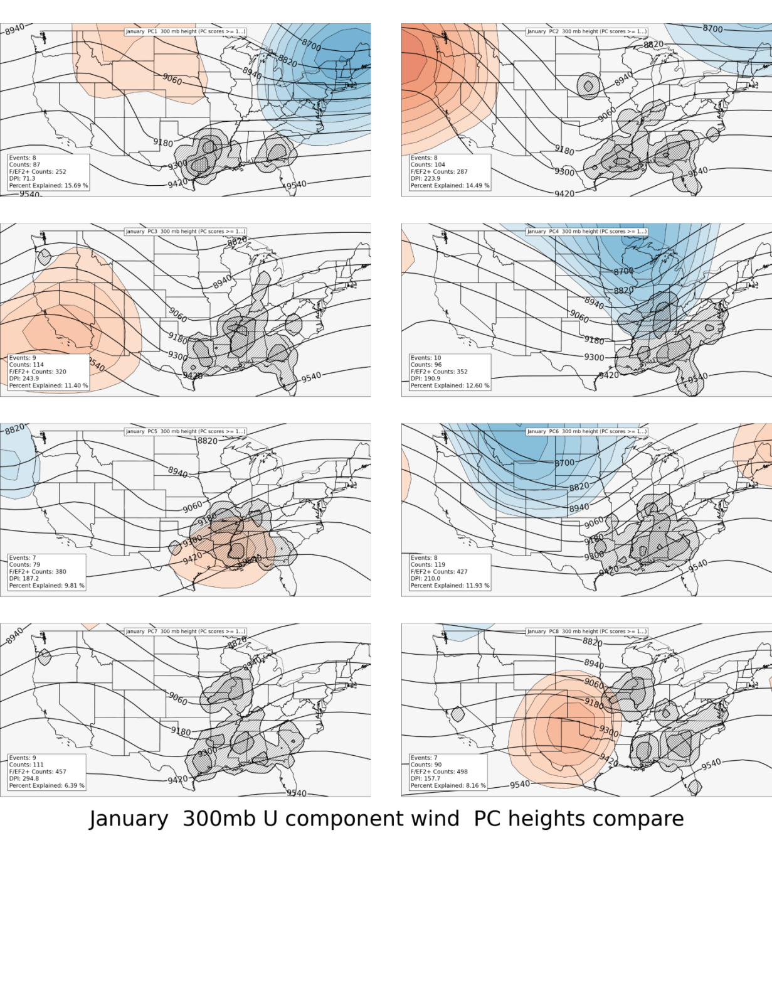 January  PC1  300 mb height (PC scores >= 1...)
8940
8700
8820
8940
9060
9180
9300
9420
9540
9540
Events: 8
Counts: 87
F/EF2+ Counts: 252
DPI: 71.3
Percent Explained: 15.69 %
January  PC2  300 mb height (PC scores >= 1...)
8700
8820
8940
9060
9180
9300
9540
9420
Events: 8
Counts: 104
F/EF2+ Counts: 287
DPI: 223.9
Percent Explained: 14.49 %
January  PC3  300 mb height (PC scores >= 1...)
8820
8940
9060
9180
9300
9540
9420
9540
Events: 9
Counts: 114
F/EF2+ Counts: 320
DPI: 243.9
Percent Explained: 11.40 %
January  PC4  300 mb height (PC scores >= 1...)
8700
8820
8940
9060
9180
9300
9420
9540
Events: 10
Counts: 96
F/EF2+ Counts: 352
DPI: 190.9
Percent Explained: 12.60 %
January  PC5  300 mb height (PC scores >= 1...)
8820
8820
8940
9060
9180
9300
9420
9540
Events: 7
Counts: 79
F/EF2+ Counts: 380
DPI: 187.2
Percent Explained: 9.81 %
January  PC6  300 mb height (PC scores >= 1...)
8700
8820
8940
9060
9180
9300
9420
9540
Events: 8
Counts: 119
F/EF2+ Counts: 427
DPI: 210.0
Percent Explained: 11.93 %
January  PC7  300 mb height (PC scores >= 1...)
8940
8820
8940
9060
9180
9300
9420
9540
Events: 9
Counts: 111
F/EF2+ Counts: 457
DPI: 294.8
Percent Explained: 6.39 %
January  PC8  300 mb height (PC scores >= 1...)
8820
8940
9060
9180
9300
9420
9540
9540
Events: 7
Counts: 90
F/EF2+ Counts: 498
DPI: 157.7
Percent Explained: 8.16 %
January  300mb U component wind  PC heights compare